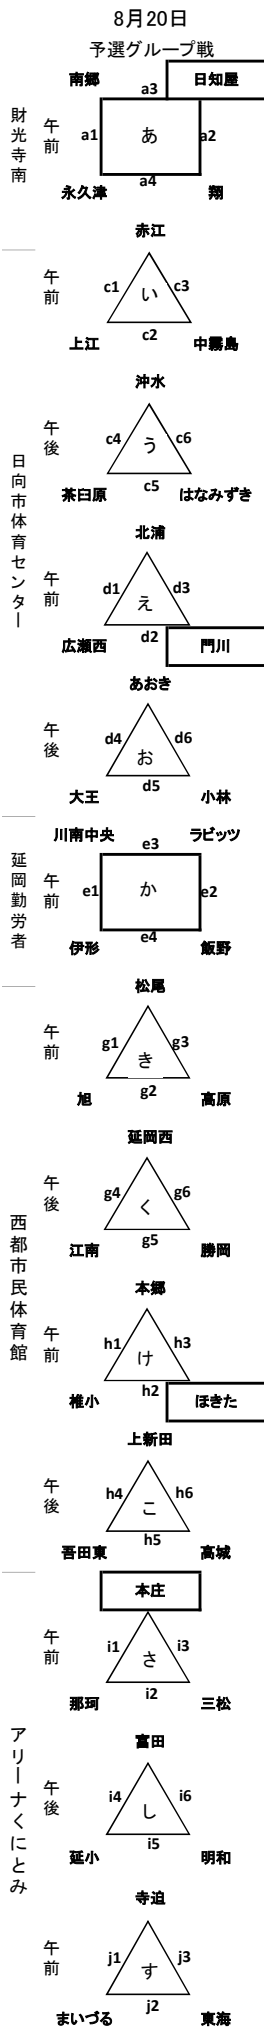 8月20日
予選グループ戦
南郷
a3
日知屋
財光寺南
午前
a1
あ
a2
a4
永久津
翔
赤江
午前
c1
い
c3
c2
上江
中霧島
沖水
日向市体育センター
午後
c4
う
c6
c5
茶臼原
はなみずき
北浦
午前
d1
え
d3
d2
広瀬西
門川
あおき
午後
d4
お
d6
d5
大王
小林
川南中央
ラビッツ
e3
延岡勤労者
午前
e1
か
e2
e4
伊形
飯野
松尾
午前
g1
き
g3
g2
旭
高原
延岡西
西都市民体育館
午後
g4
く
g6
g5
江南
勝岡
本郷
午前
h1
け
h3
h2
椎小
ほきた
上新田
午後
h4
こ
h6
h5
吾田東
高城
本庄
午前
i1
さ
i3
i2
那珂
三松
富田
アリーナくにとみ
午後
i4
し
i6
i5
延小
明和
寺迫
午前
j1
す
j3
j2
まいづる
東海